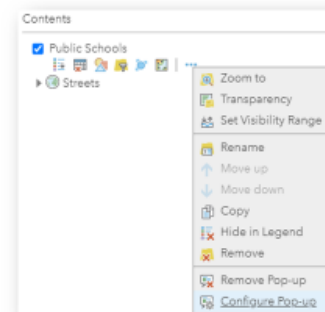 Contents
Public Schools
Streets
Zoom to
Transparency
Set Visibility Range
Rename
Move up
Move down
Copy
Hide in Legend
Remove
Remove Pop-up
Configure Pop-up